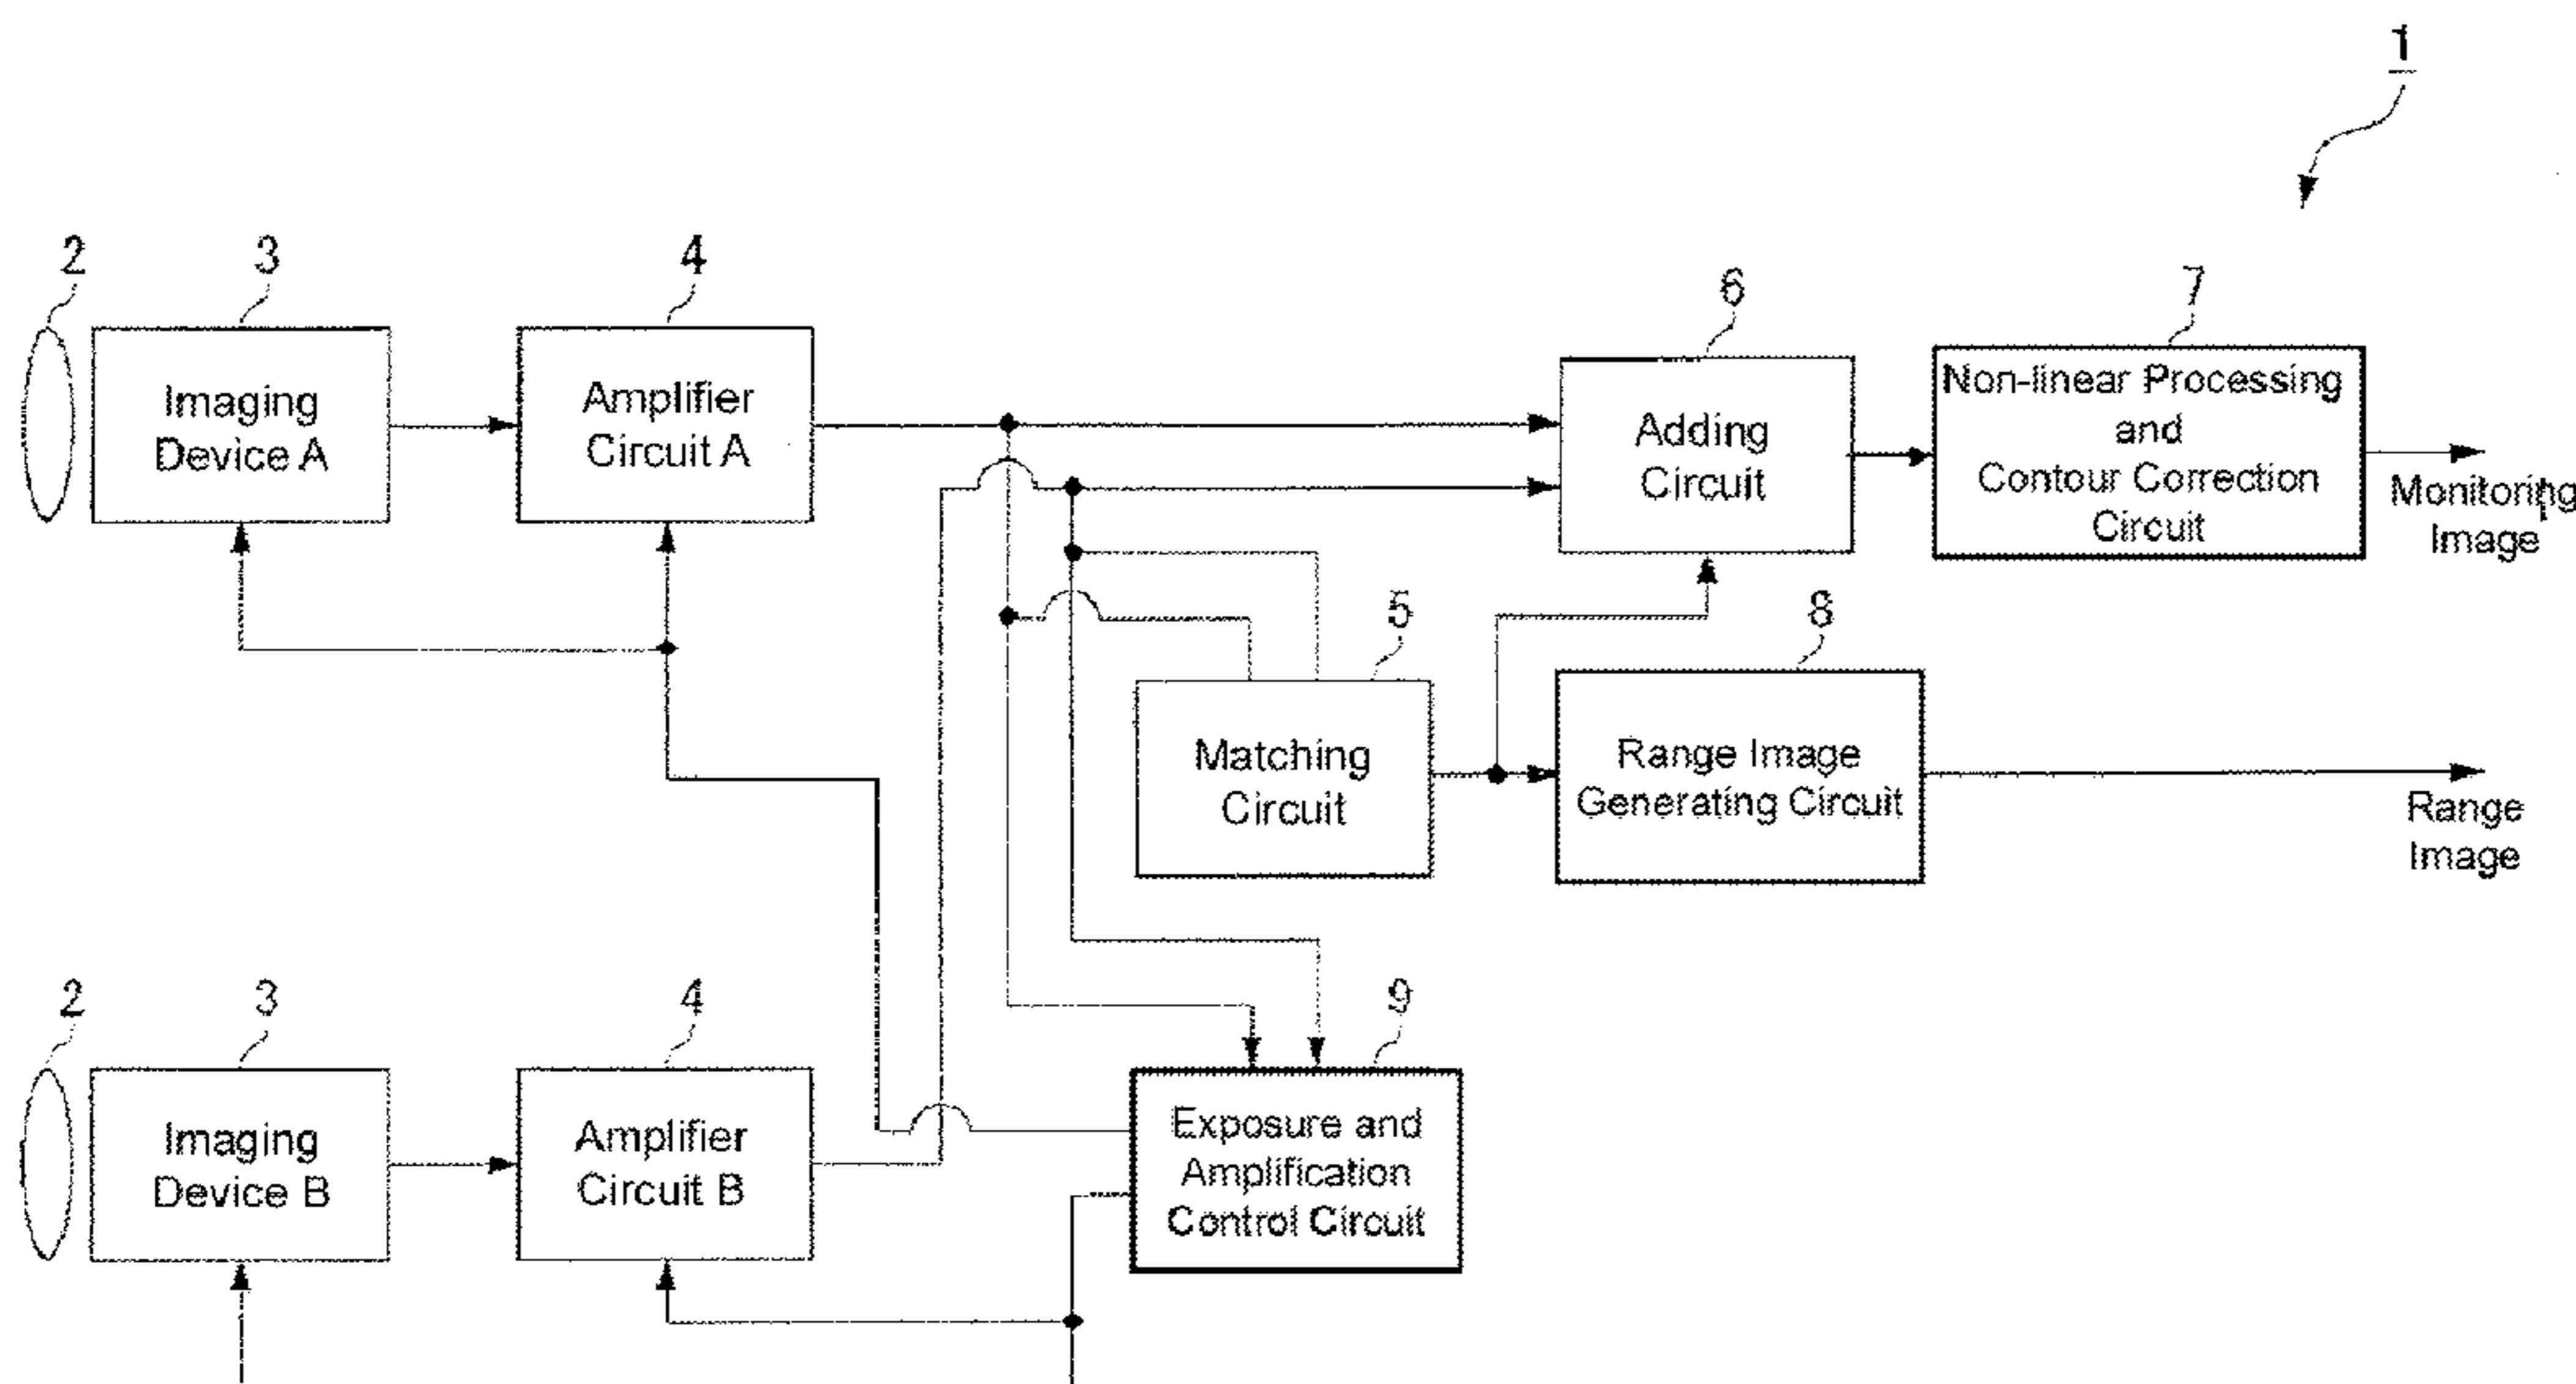 1
2
3
4
6
7
Imaging
Device A
Amplifier
Circuit A
Adding
Circuit
Non-linear Processing
and
Contour Correction
Circuit
Monitoring
Image
5
8
Matching
Circuit
Range Image
Generating Circuit
Range
Image
2
3
4
9
Imaging
Device B
Amplifier
Circuit B
Exposure and
Amplification
Control Circuit